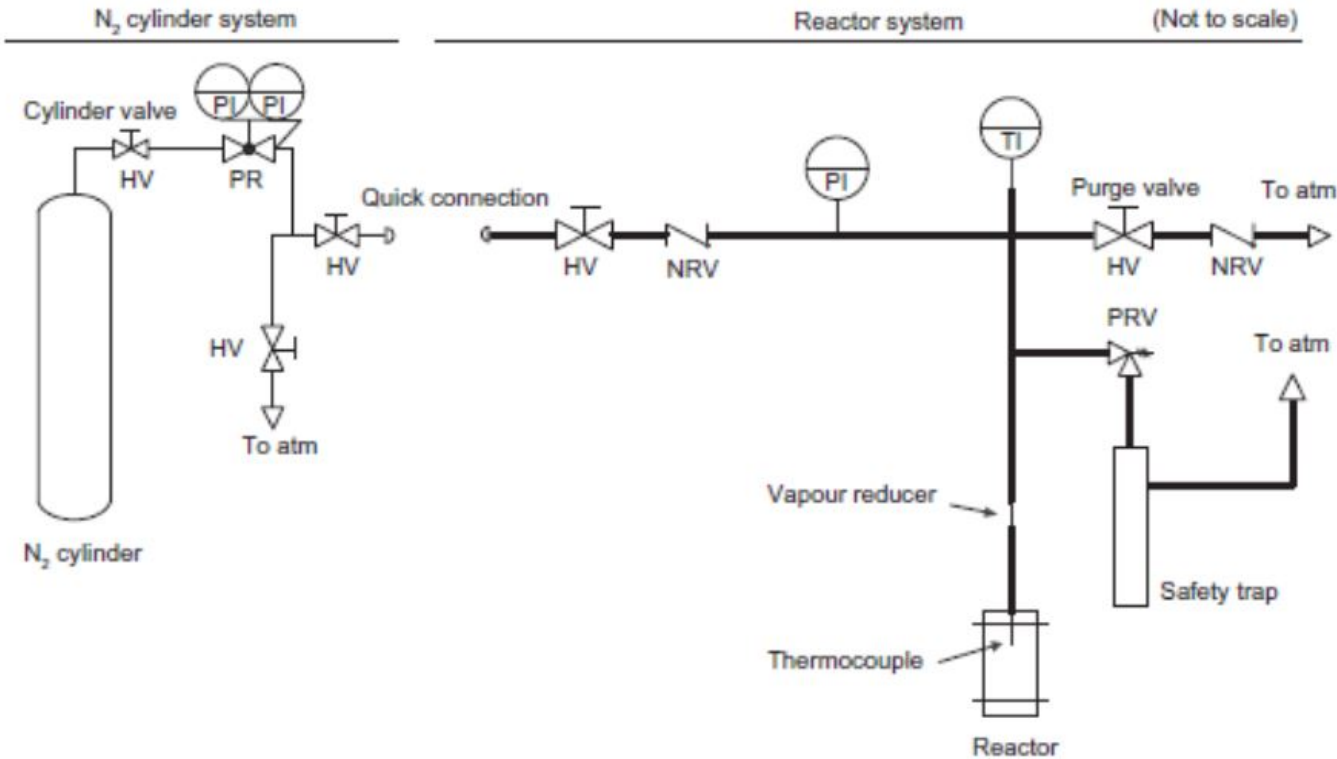 N₂ cylinder system
Reactor system
(Not to scale)
Cylinder valve
PI
PI
HV
PR
Quick connection
HV
HV
To atm
N₂ cylinder
TI
PI
Purge valve
To atm
HV
NRV
HV
NRV
PRV
To atm
Vapour reducer
Safety trap
Thermocouple
Reactor